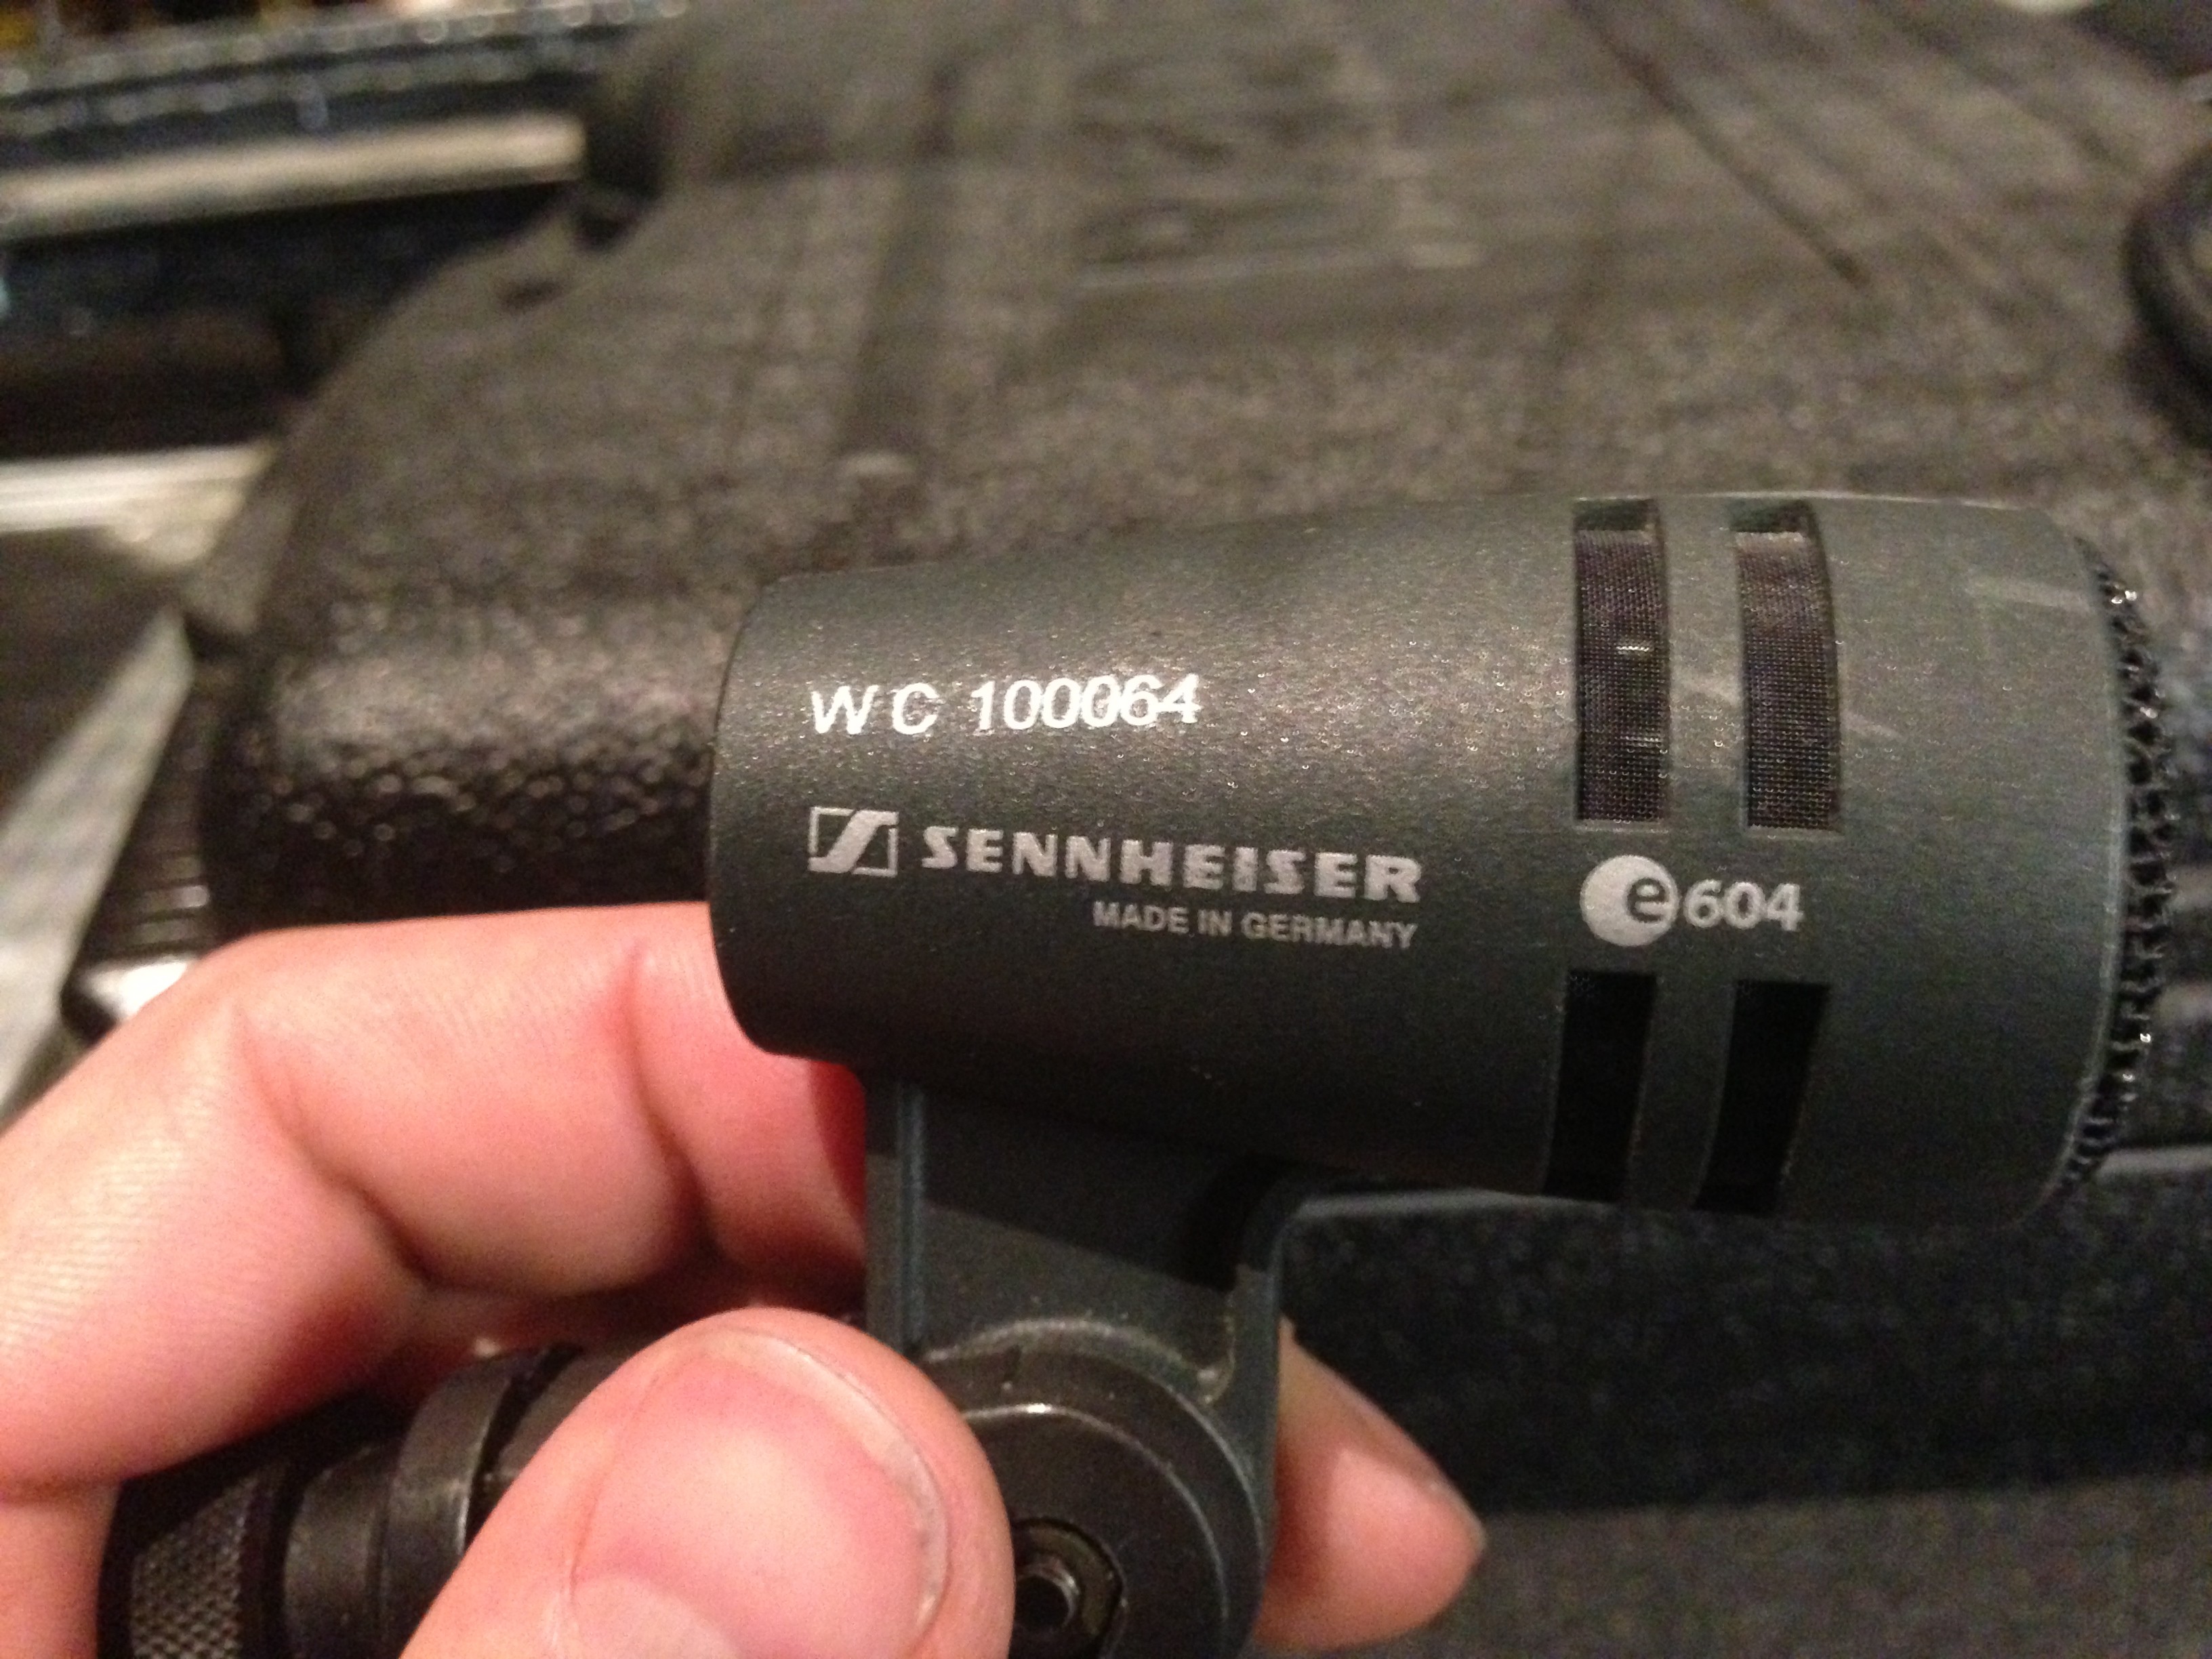 WC 100064
SENNHEISER
MADE IN GERMANY
e604